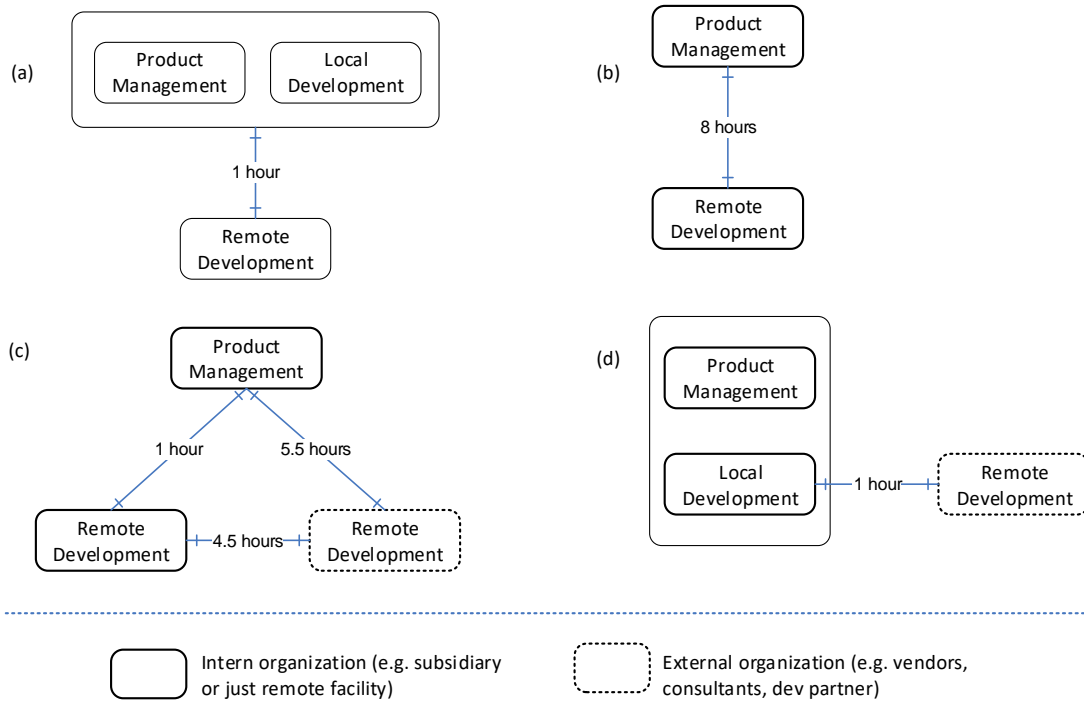 (a)
Product
Management
Local
Development
1 hour
Remote
Development
(b)
Product
Management
8 hours
Remote
Development
(c)
Product
Management
1 hour
5.5 hours
Remote
Development
4.5 hours
Remote
Development
(d)
Product
Management
Local
Development
1 hour
Remote
Development
Intern organization (e.g. subsidiary
or just remote facility)
External organization (e.g. vendors,
consultants, dev partner)